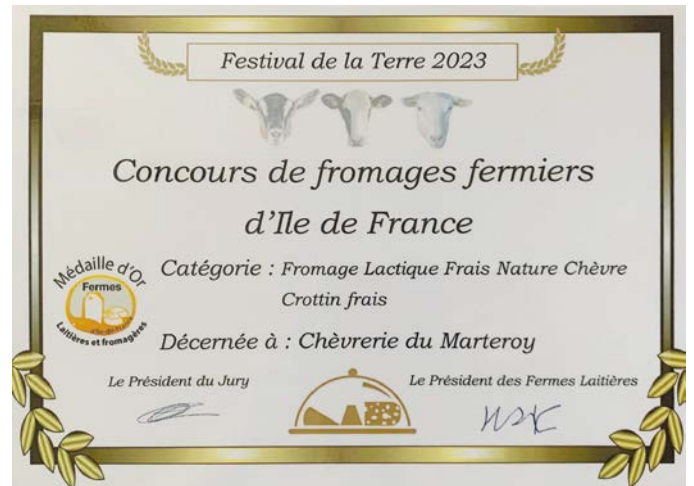 Festival de la Terre 2023
Concours de fromages fermiers
d'Ile de France
Médaille d'Or
Fermes
Laitières et fromagères
Catégorie : Fromage Lactique Frais Nature Chèvre
Crottin frais
Décernée à : Chèvrerie du Marteroy
Le Président du Jury
Le Président des Fermes Laitières